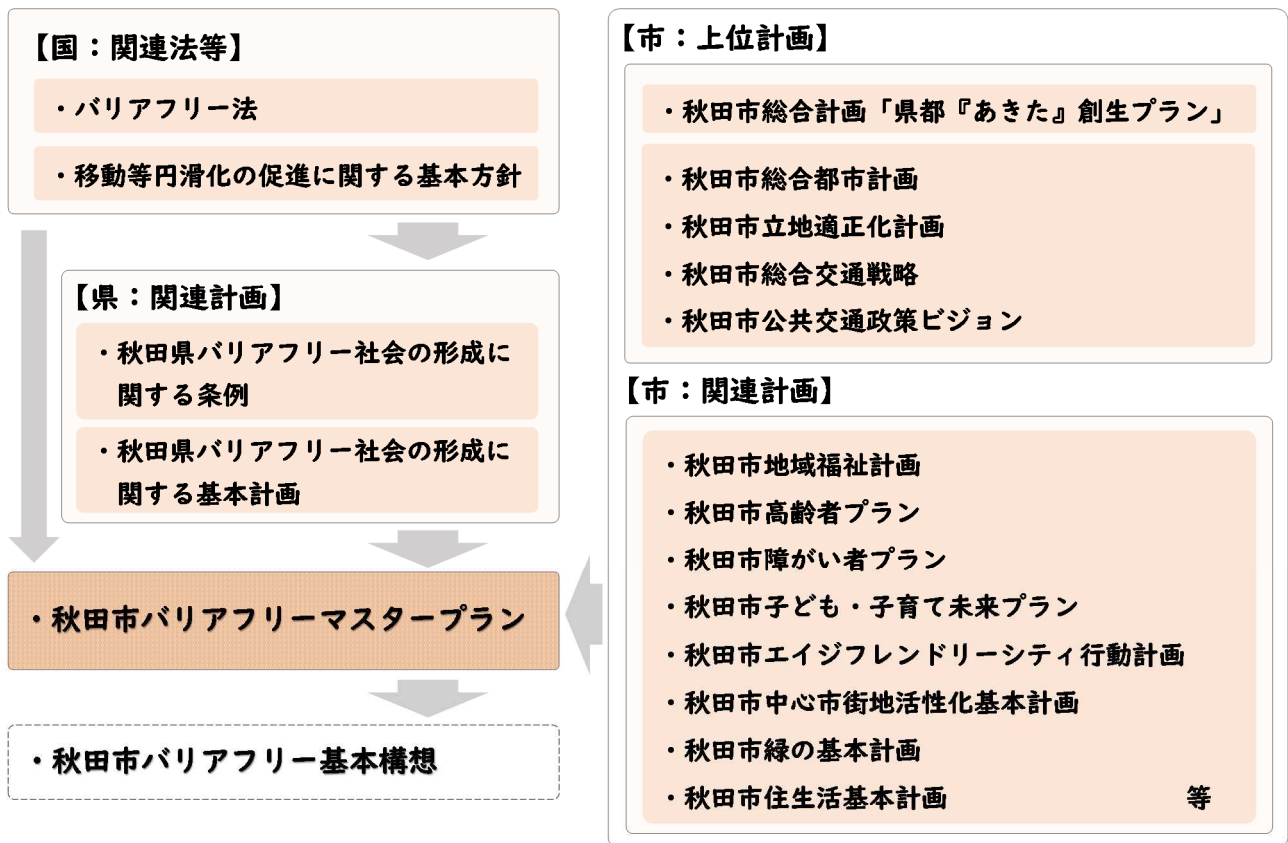 【国：関連法等】
・バリアフリー法
・移動等円滑化の促進に関する基本方針
【県：関連計画】
・秋田県バリアフリー社会の形成に
関する条例
・秋田県バリアフリー社会の形成に
関する基本計画
・秋田市バリアフリーマスタープラン
・秋田市バリアフリー基本構想
【市：上位計画】
・秋田市総合計画「県都『あきた』創生プラン」
・秋田市総合都市計画
・秋田市立地適正化計画
・秋田市総合交通戦略
・秋田市公共交通政策ビジョン
【市：関連計画】
・秋田市地域福祉計画
・秋田市高齢者プラン
・秋田市障がい者プラン
・秋田市子ども・子育て未来プラン
・秋田市エイジフレンドリーシティ行動計画
・秋田市中心市街地活性化基本計画
・秋田市緑の基本計画
・秋田市住生活基本計画 等